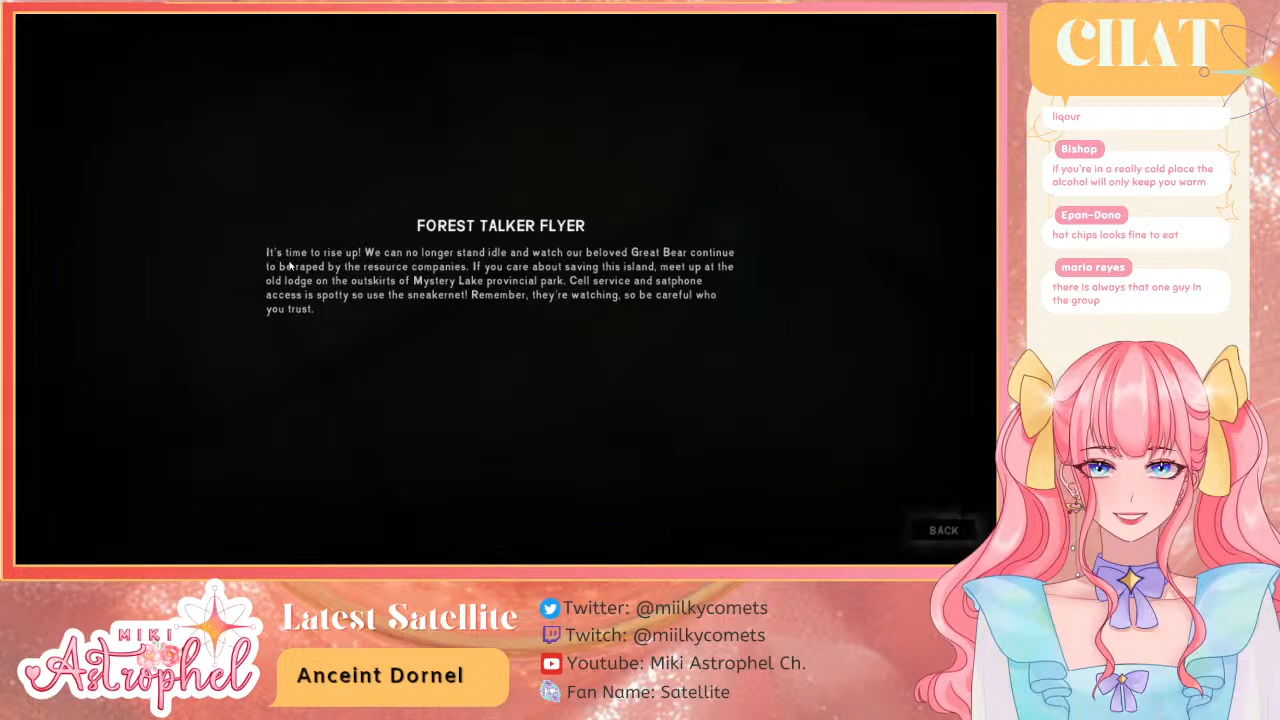 CHAT
liqour
Bishop
if you're in a really cold place the
alcohol will only keep you warm
Epan-Dono
hot chips looks fine to eat
mario reyes
there is always that one guy in
the group
FOREST TALKER FLYER
It's time to rise up! We can no longer stand idle and watch our beloved Great Bear continue
to be raped by the resource companies. If you care about saving this island, meet up at the
old lodge on the outskirts of Mystery Lake provincial park. Cell service and satphone
access is spotty so use the sneakernet! Remember, they're watching, so be careful who
you trust.
BACK
MIKI
Astrophel
Latest Satellite
Anceint Dornel
Twitter: @miilkycomets
Twitch: @miilkycomets
Youtube: Miki Astrophel Ch.
Fan Name: Satellite